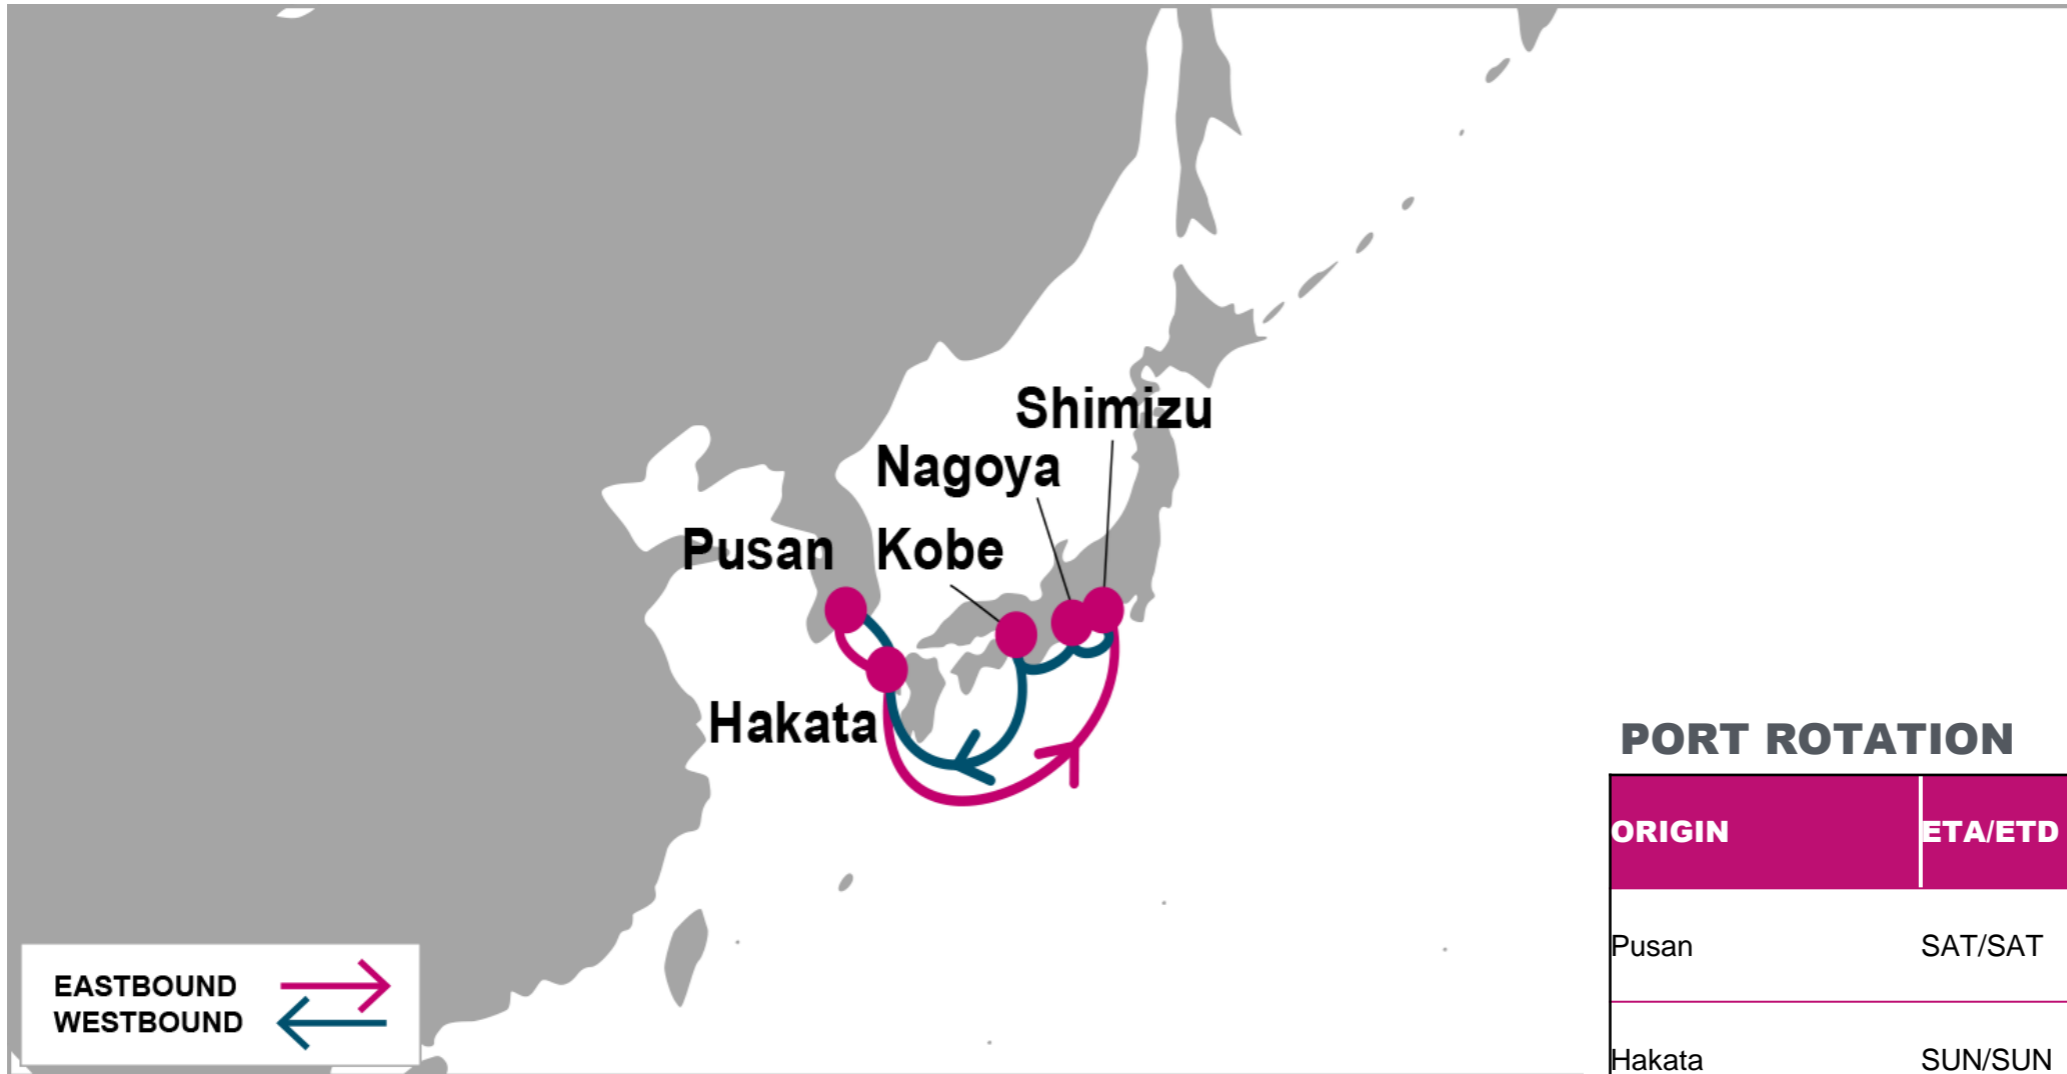 Shimizu
Nagoya
Pusan
Kobe
Hakata
EASTBOUND
WESTBOUND
PORT ROTATION
ORIGIN ETA/ETD
Pusan SAT/SAT
Hakata SUN/SUN